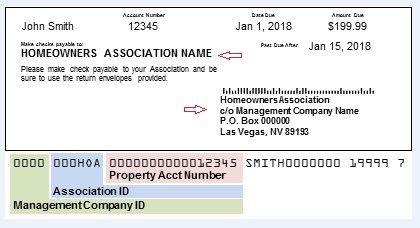 Account Number Date Due Amount Due
John Smith 12345 Jan 1, 2018 $199.99
Make checks payable to:
HOMEOWNERS ASSOCIATION NAME
Past Due After Jan 15, 2018
Please make check payable to your Association and be
sure to use the return envelopes provided.
Homeowners Association
c/o Management Company Name
P.O. Box 000000
Las Vegas, NV 89193
0000 000HOA 000000000000012345 SMITH0000000 19999 7
Property Acct Number
Association ID
Management Company ID